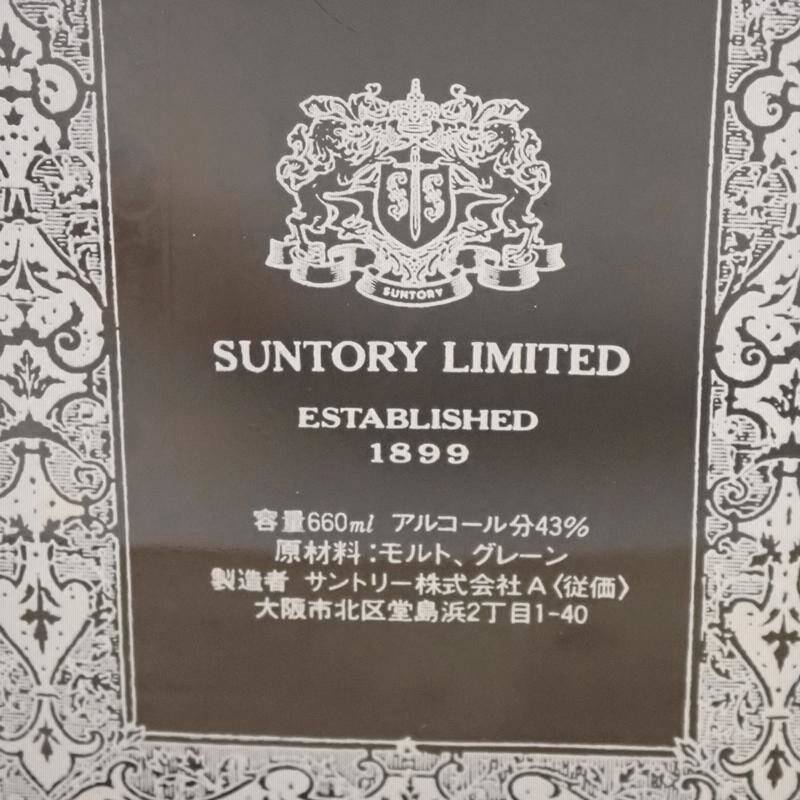 SUNTORY
SUNTORY LIMITED
ESTABLISHED
1899
容量660ml アルコール分43%
原材料:モルト、グレーン
製造者 サントリー株式会社A〈従価〉
大阪市北区堂島浜2丁目1-40